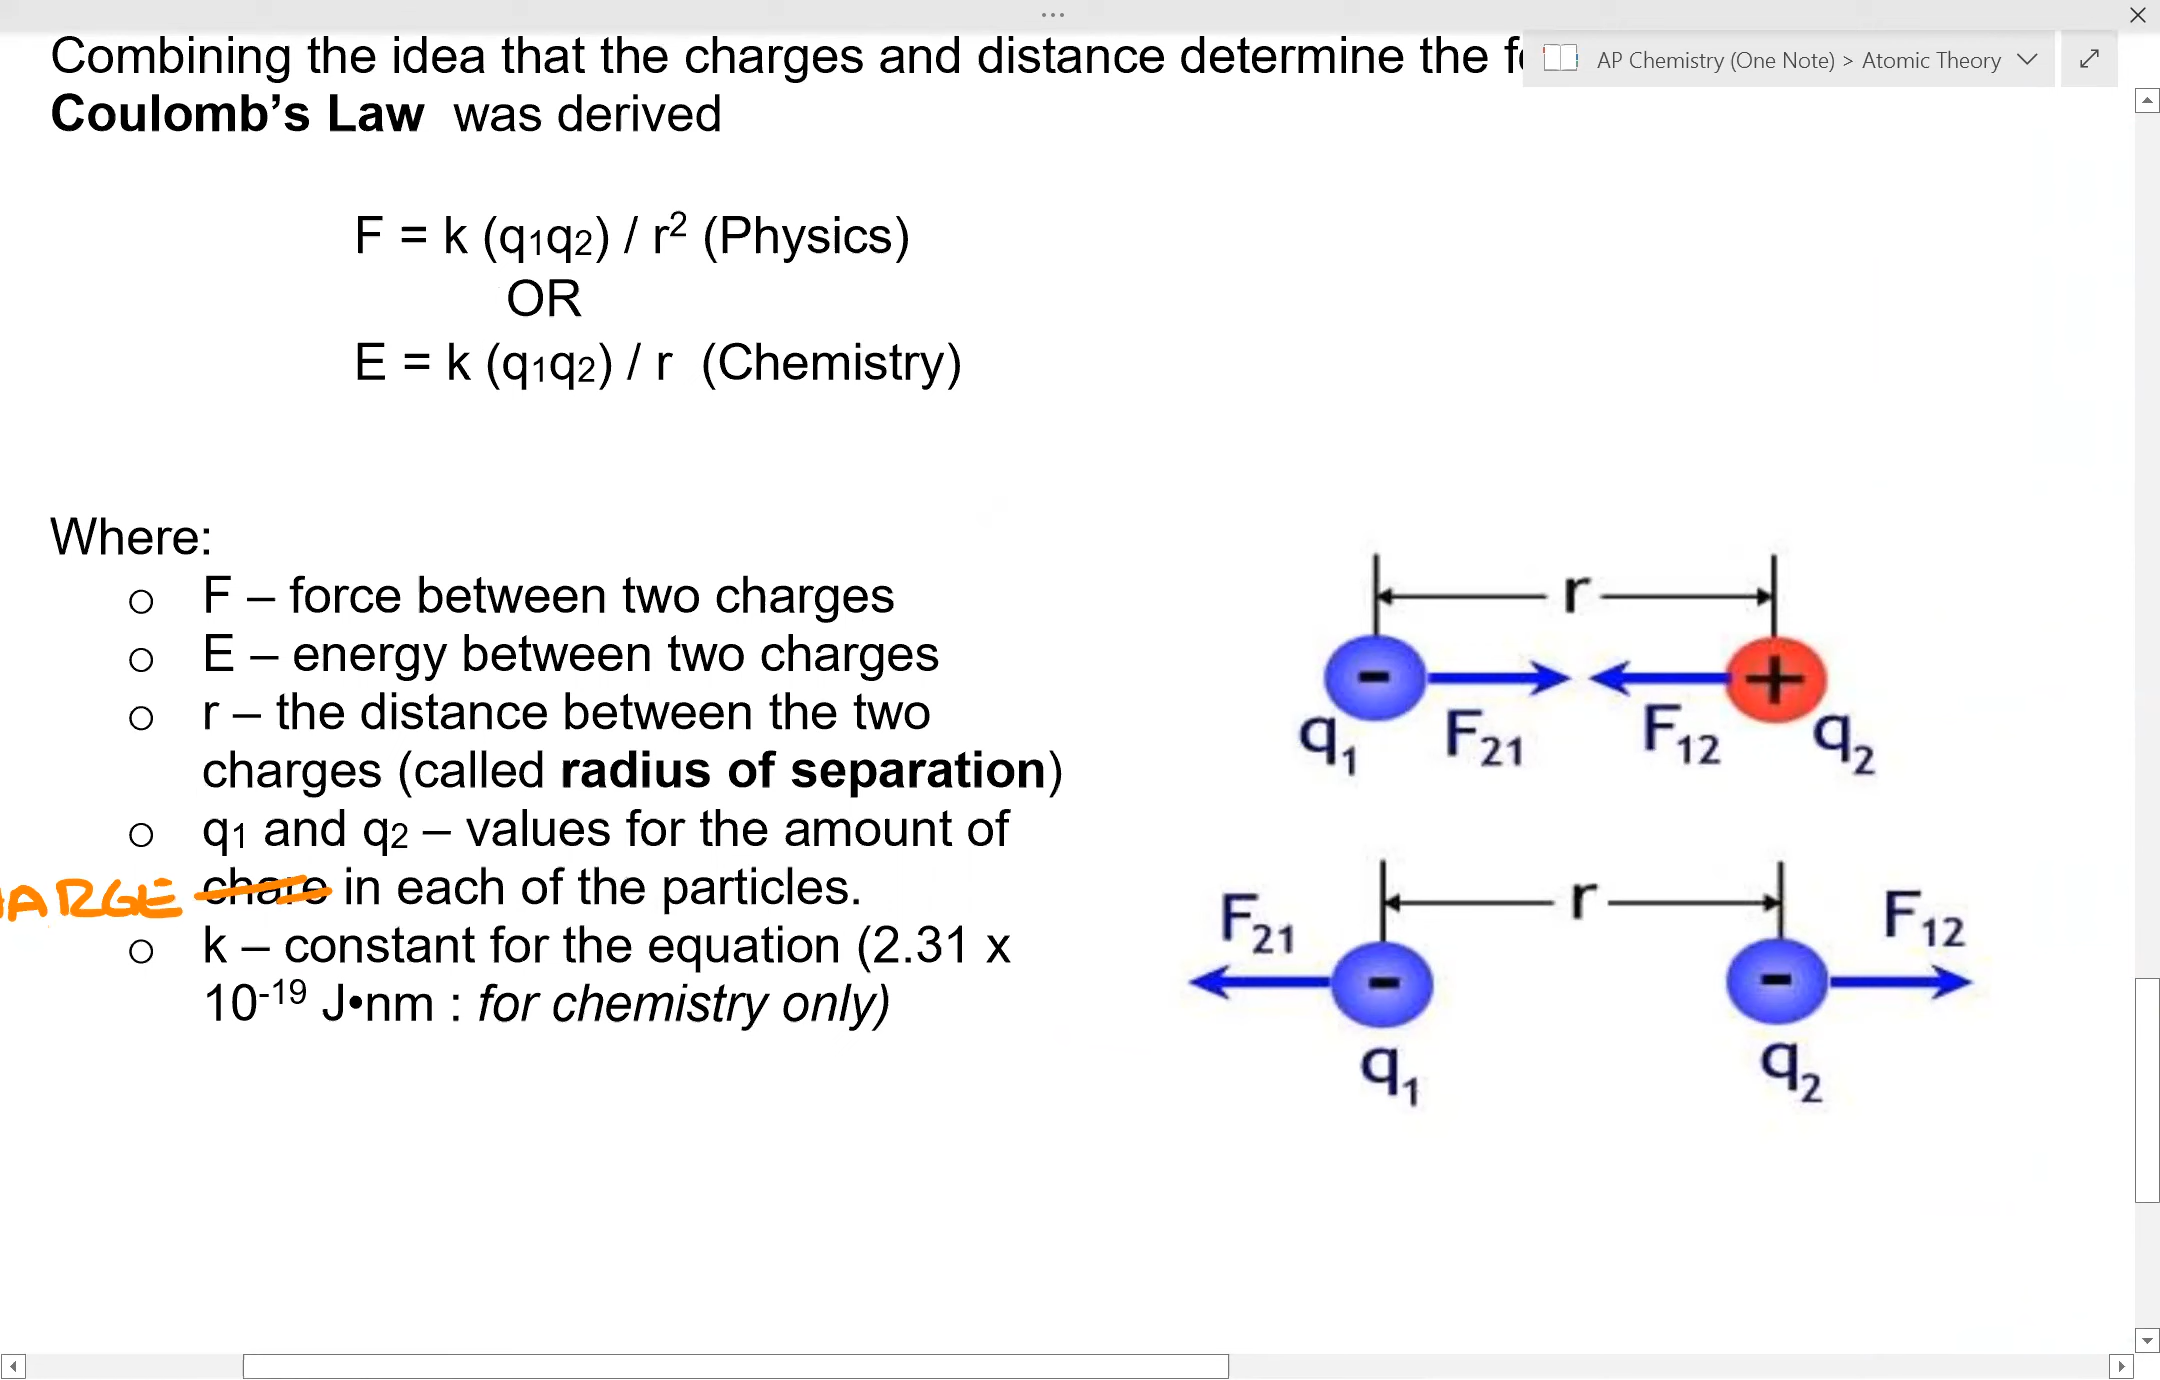 Combining the idea that the charges and distance determine the
AP Chemistry (One Note) > Atomic Theory
Coulomb’s Law was derived
F = k (q1q2) / r2 (Physics)
OR
E = k (q1q2) / r (Chemistry)
Where:
o F – force between two charges
o E – energy between two charges
o r – the distance between the two
charges (called radius of separation)
o q1 and q2 – values for the amount of
ARGE chare in each of the particles.
o k – constant for the equation (2.31 x
10-19 J•nm : for chemistry only)
r
- +
q1 F21 F12 q2
r
F21 F12
- -
q1 q2